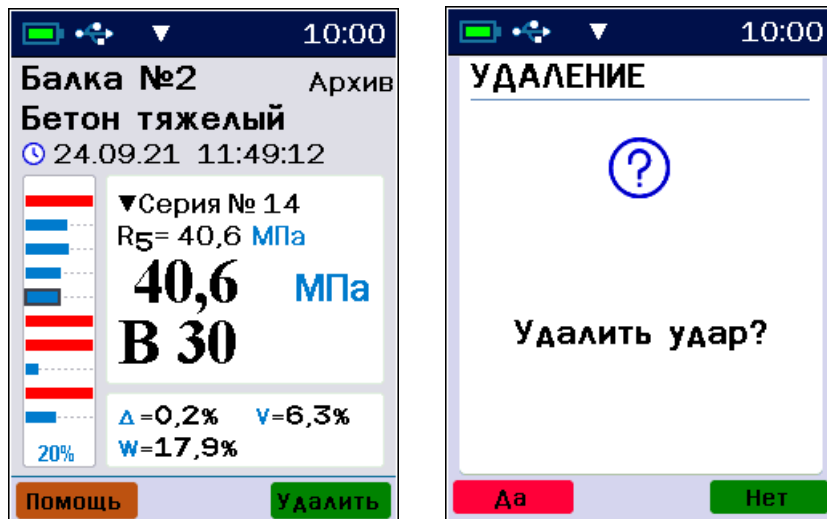 10:00
Балка №2 Архив
Бетон тяжелый
24.09.21 11:49:12
▼Серия № 14
R5= 40,6 МПа
40,6 МПа
B 30
Δ=0,2% V=6,3%
W=17,9%
20%
Помощь Удалить
10:00
УДАЛЕНИЕ
?
Удалить удар?
Да Нет